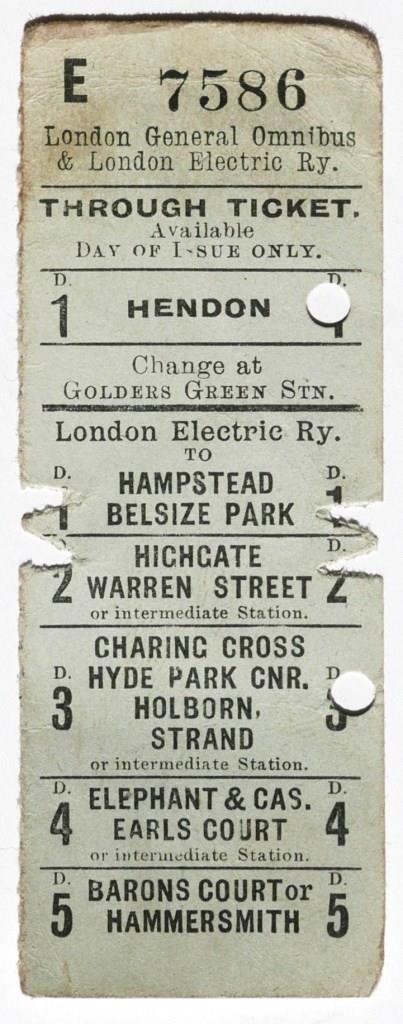 E 7586
London General Omnibus
& London Electric Ry.
THROUGH TICKET.
Available
DAY OF ISSUE ONLY.
D. D.
1 HENDON 1
Change at
GOLDERS GREEN STN.
London Electric Ry.
TO
D. HAMPSTEAD D.
1 BELSIZE PARK 1
HIGHGATE D.
2 WARREN STREET 2
or intermediate Station.
CHARING CROSS
D. HYDE PARK CNR. D.
3 HOLBORN, 3
STRAND
or intermediate Station.
D. ELEPHANT & CAS. D.
4 EARLS COURT 4
or intermediate Station.
D. BARONS COURT or D.
5 HAMMERSMITH 5